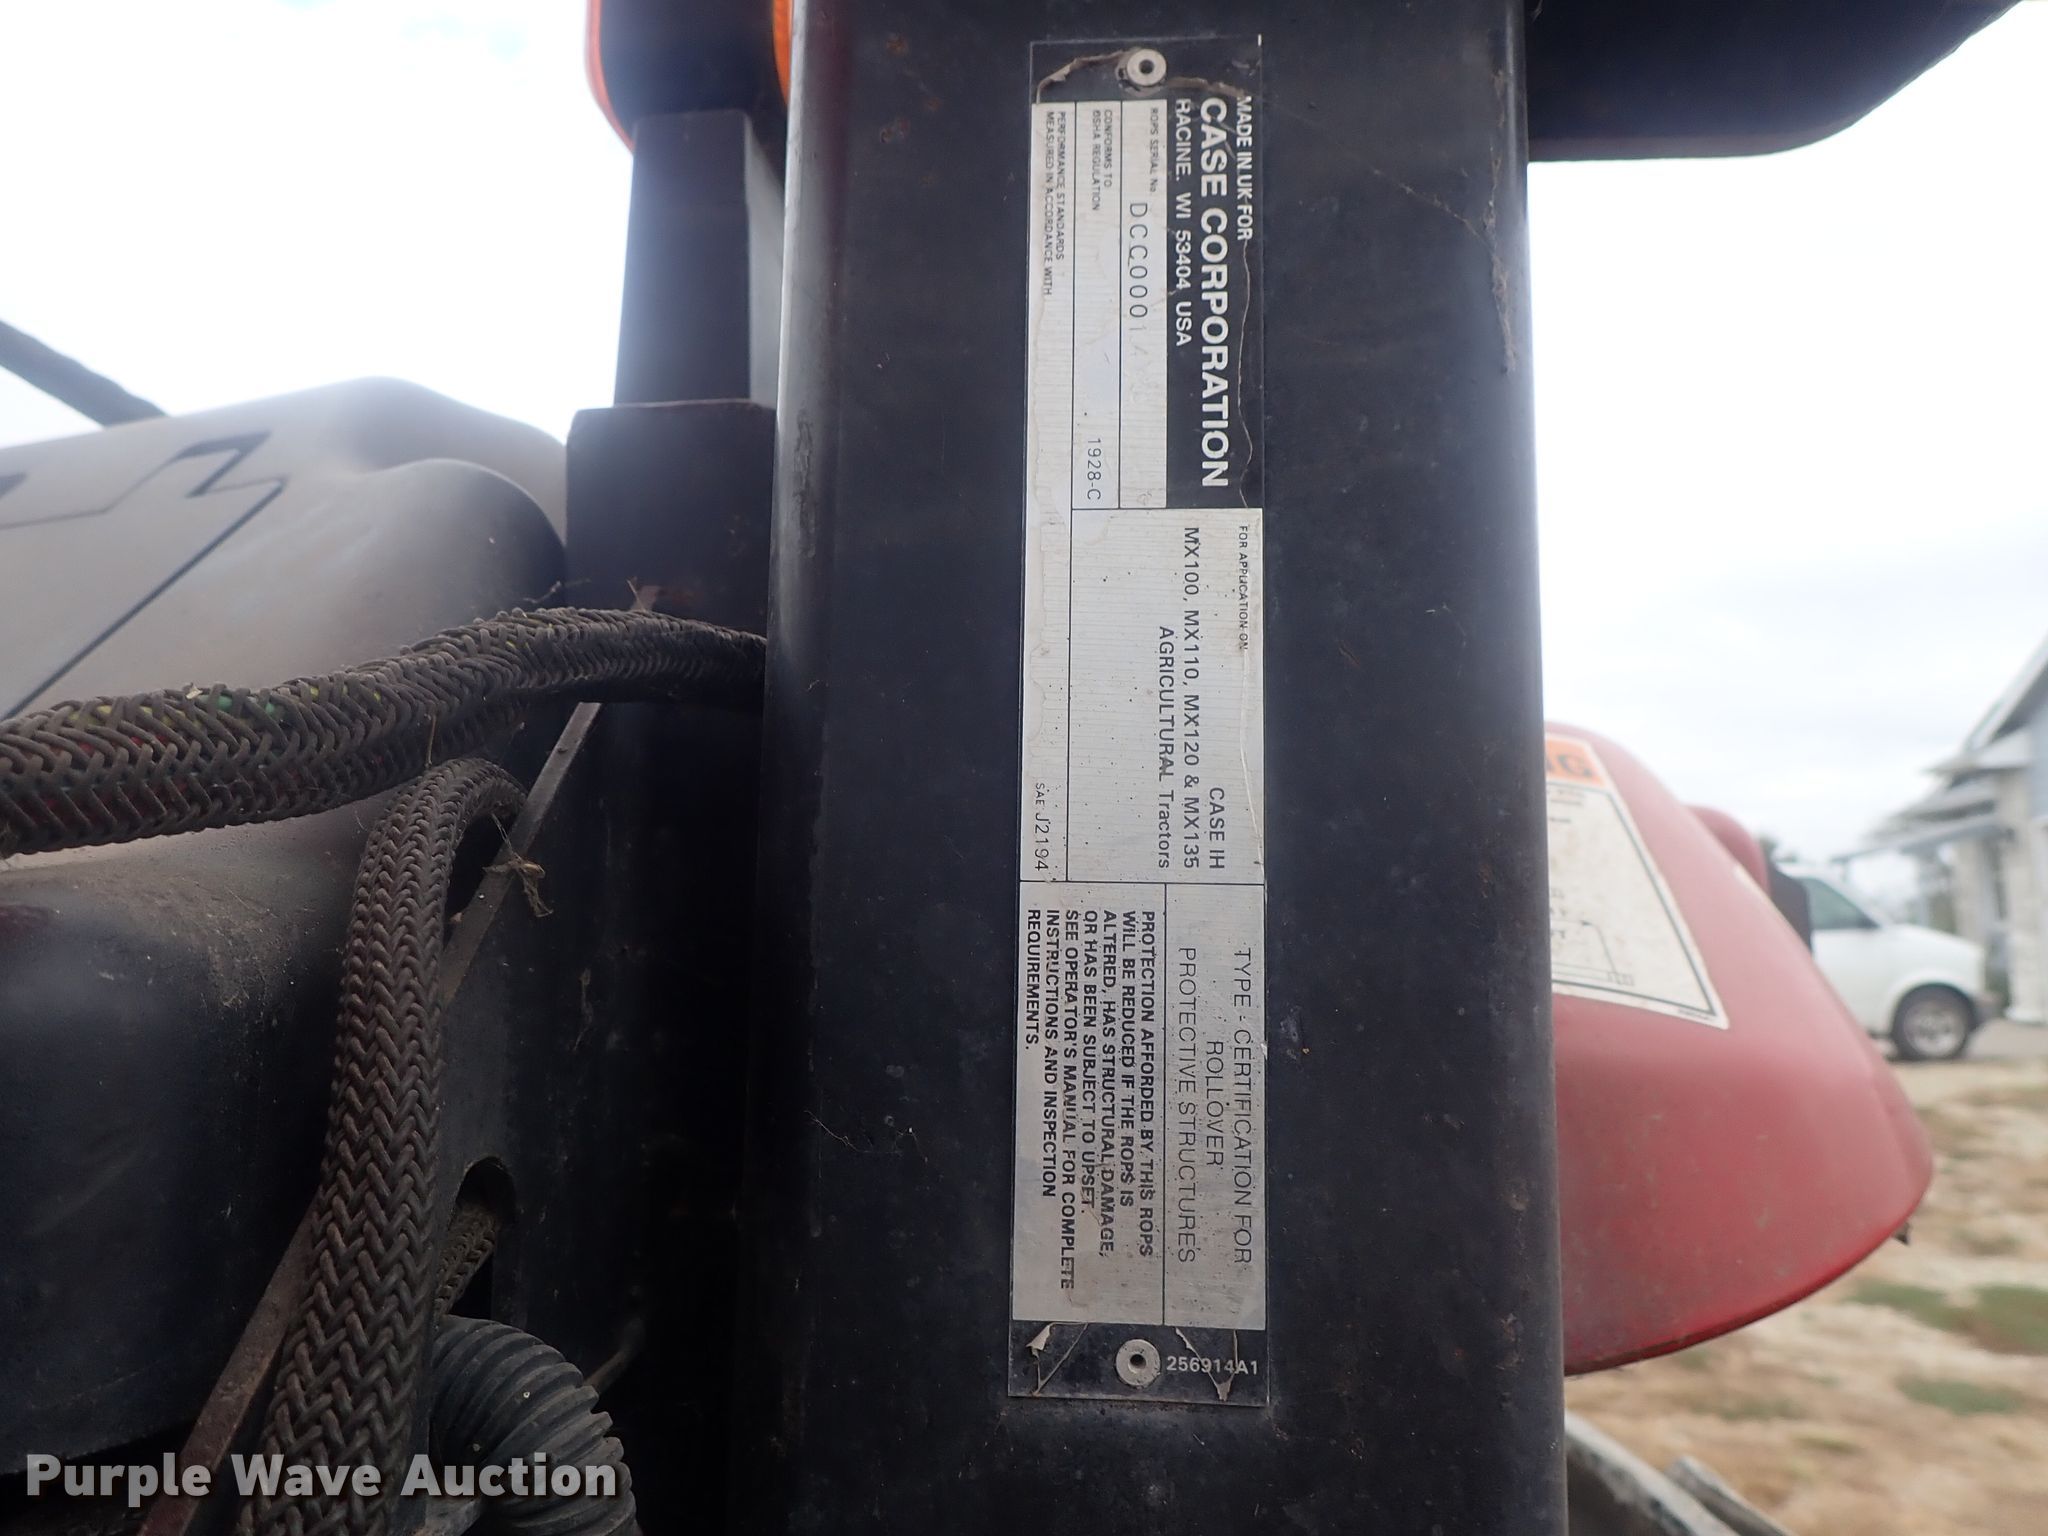 MADE IN UK FOR
CASE CORPORATION
RACINE. WI 53404 USA
ROPS SERIAL No. DCC0001
CONFORMS TO
OSHA REGULATION
1928-C
PERFORMANCE STANDARDS
MEASURED IN ACCORDANCE WITH
SAE J2194
FOR APPLICATION ON
CASE IH
MX100, MX110, MX120 & MX135
AGRICULTURAL Tractors
TYPE - CERTIFICATION FOR
ROLLOVER
PROTECTIVE STRUCTURES
PROTECTION AFFORDED BY THIS ROPS
WILL BE REDUCED IF THE ROPS IS
ALTERED, HAS STRUCTURAL DAMAGE,
OR HAS BEEN SUBJECT TO UPSET.
SEE OPERATOR'S MANUAL FOR COMPLETE
INSTRUCTIONS AND INSPECTION
REQUIREMENTS.
256914A1
Purple Wave Auction